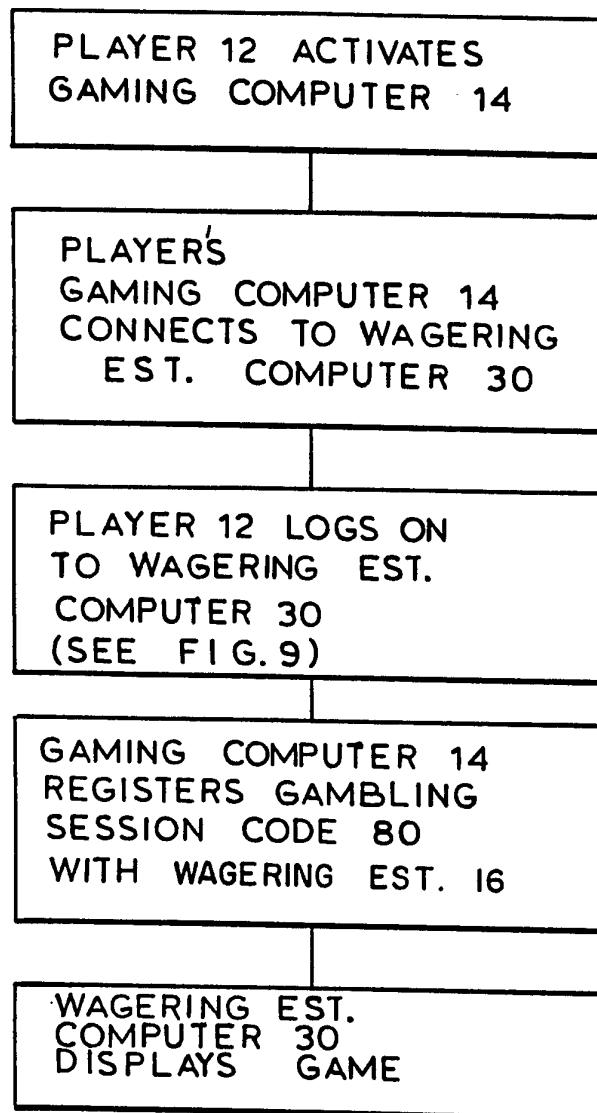 PLAYER 12 ACTIVATES
GAMING COMPUTER 14
PLAYER'S
GAMING COMPUTER 14
CONNECTS TO WAGERING
EST. COMPUTER 30
PLAYER 12 LOGS ON
TO WAGERING EST.
COMPUTER 30
(SEE FIG.9)
GAMING COMPUTER 14
REGISTERS GAMBLING
SESSION CODE 80
WITH WAGERING EST. 16
WAGERING EST.
COMPUTER 30
DISPLAYS GAME